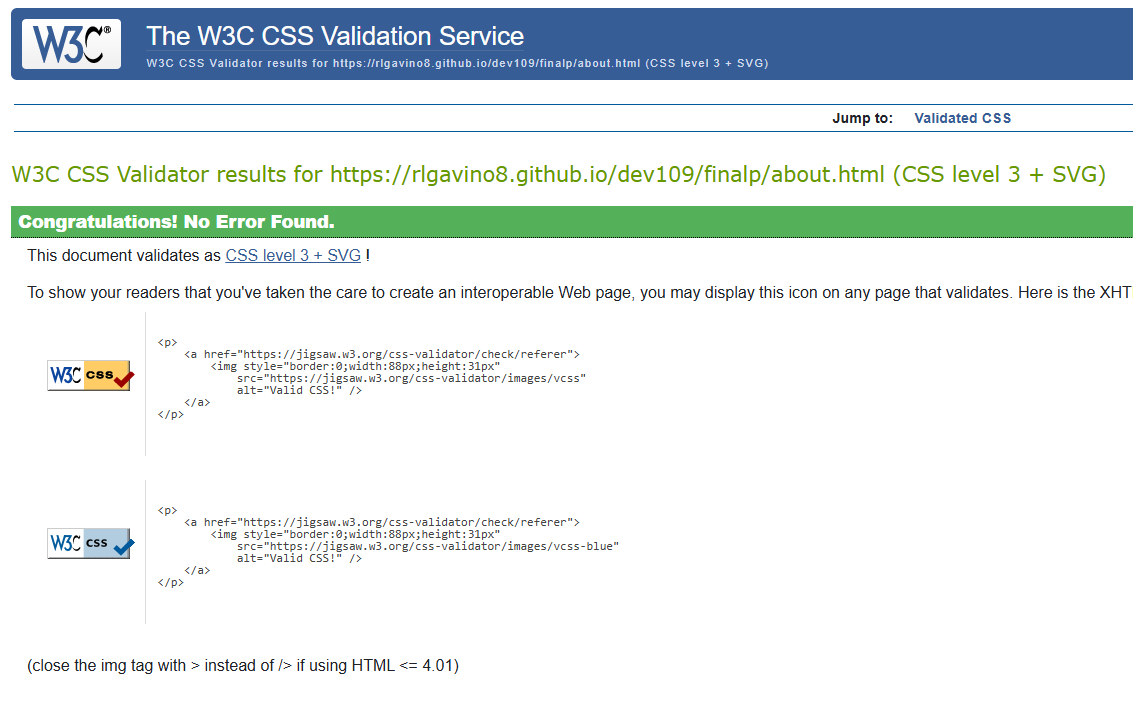 W3C®
The W3C CSS Validation Service
W3C CSS Validator results for https://rlgavino8.github.io/dev109/finalp/about.html (CSS level 3 + SVG)
Jump to: Validated CSS
W3C CSS Validator results for https://rlgavino8.github.io/dev109/finalp/about.html (CSS level 3 + SVG)
Congratulations! No Error Found.
This document validates as CSS level 3 + SVG !
To show your readers that you've taken the care to create an interoperable Web page, you may display this icon on any page that validates. Here is the XHT
W3C css
<p>
<a href="https://jigsaw.w3.org/css-validator/check/referer">
<img style="border:0;width:88px;height:31px"
src="https://jigsaw.w3.org/css-validator/images/vcss"
alt="Valid CSS!" />
</a>
</p>
W3C css
<p>
<a href="https://jigsaw.w3.org/css-validator/check/referer">
<img style="border:0;width:88px;height:31px"
src="https://jigsaw.w3.org/css-validator/images/vcss-blue"
alt="Valid CSS!" />
</a>
</p>
(close the img tag with > instead of /> if using HTML <= 4.01)